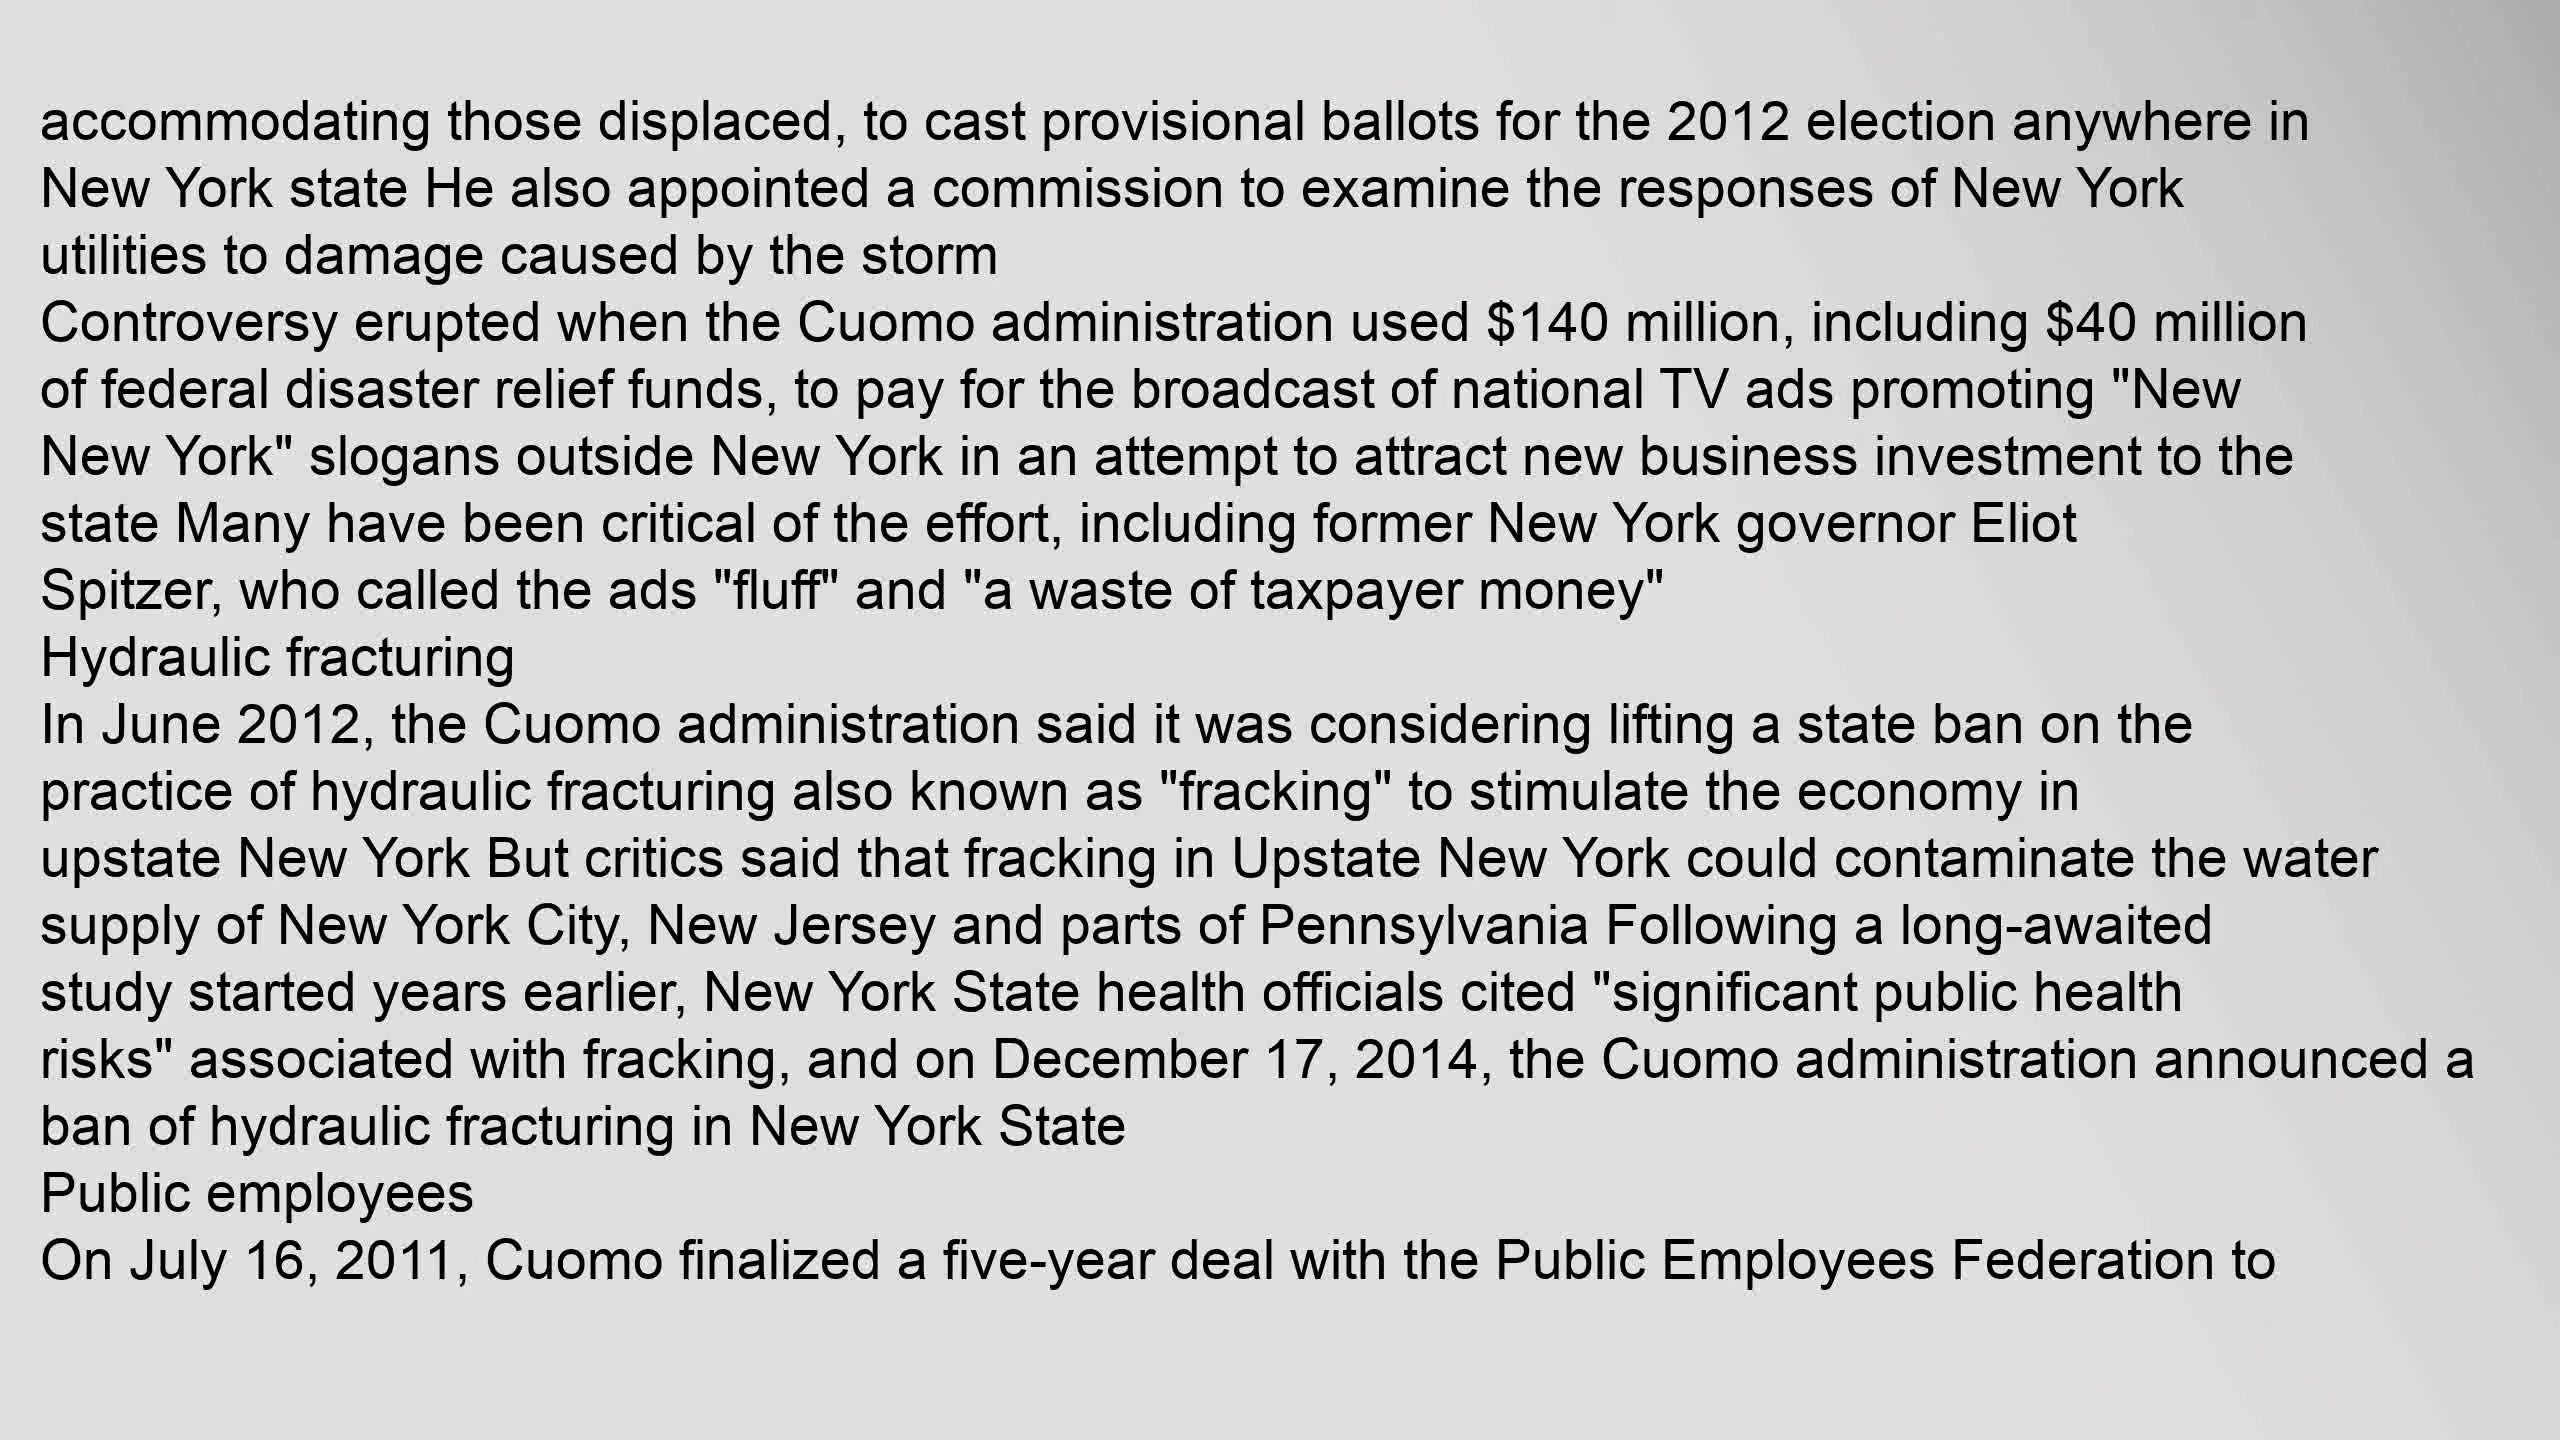 accommodating those displaced, to cast provisional ballots for the 2012 election anywhere in
New York state He also appointed a commission to examine the responses of New York
utilities to damage caused by the storm
Controversy erupted when the Cuomo administration used $140 million, including $40 million
of federal disaster relief funds, to pay for the broadcast of national TV ads promoting "New
New York" slogans outside New York in an attempt to attract new business investment to the
state Many have been critical of the effort, including former New York governor Eliot
Spitzer, who called the ads "fluff" and "a waste of taxpayer money"
Hydraulic fracturing
In June 2012, the Cuomo administration said it was considering lifting a state ban on the
practice of hydraulic fracturing also known as "fracking" to stimulate the economy in
upstate New York But critics said that fracking in Upstate New York could contaminate the water
supply of New York City, New Jersey and parts of Pennsylvania Following a long-awaited
study started years earlier, New York State health officials cited "significant public health
risks" associated with fracking, and on December 17, 2014, the Cuomo administration announced a
ban of hydraulic fracturing in New York State
Public employees
On July 16, 2011, Cuomo finalized a five-year deal with the Public Employees Federation to